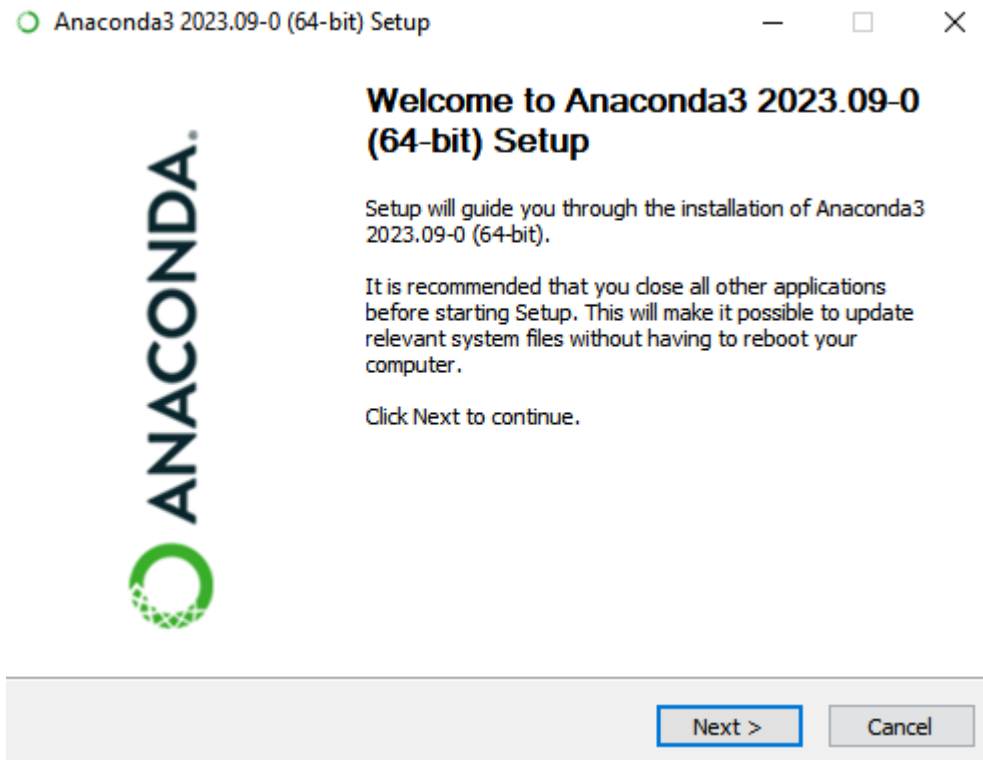 Anaconda3 2023.09-0 (64-bit) Setup
Welcome to Anaconda3 2023.09-0
(64-bit) Setup
Setup will guide you through the installation of Anaconda3
2023.09-0 (64-bit).
It is recommended that you close all other applications
before starting Setup. This will make it possible to update
relevant system files without having to reboot your
computer.
Click Next to continue.
ANACONDA.
Next >
Cancel